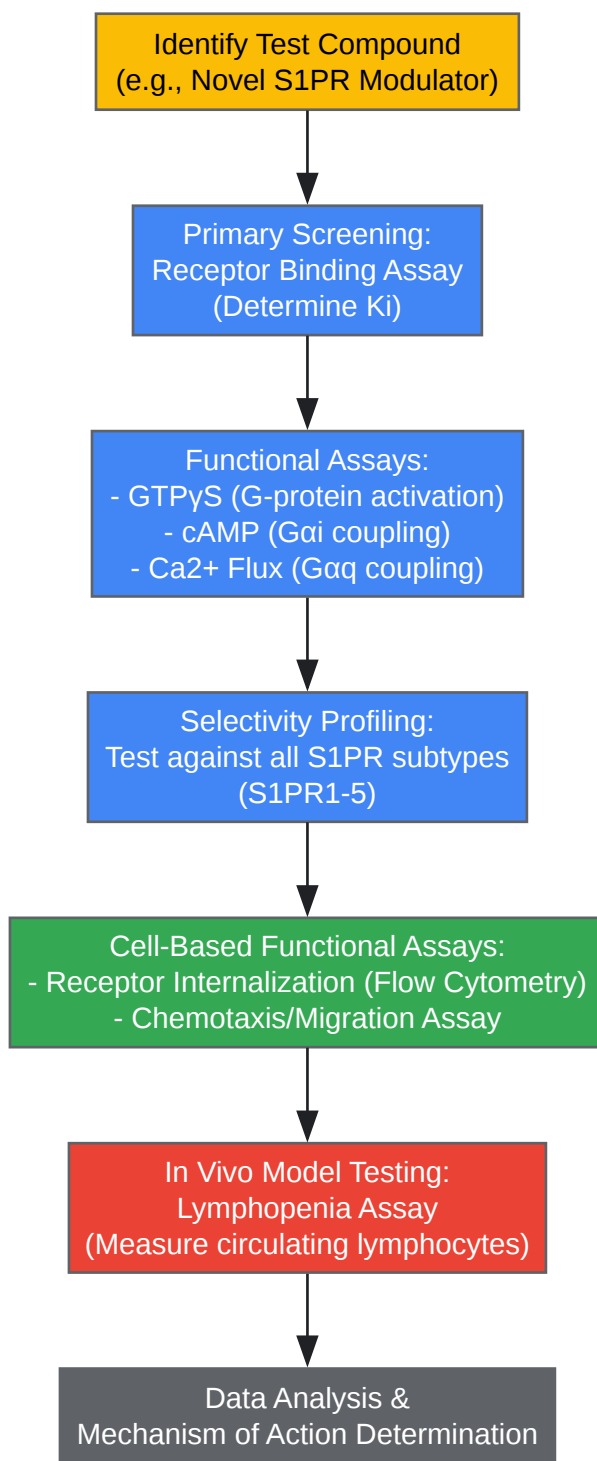 Identify Test Compound
(e.g., Novel S1PR Modulator)
Primary Screening:
Receptor Binding Assay
(Determine Ki)
Functional Assays:
- GTPγS (G-protein activation)
- cAMP (Gαi coupling)
- Ca2+ Flux (Gαq coupling)
Selectivity Profiling:
Test against all S1PR subtypes
(S1PR1-5)
Cell-Based Functional Assays:
- Receptor Internalization (Flow Cytometry)
- Chemotaxis/Migration Assay
In Vivo Model Testing:
Lymphopenia Assay
(Measure circulating lymphocytes)
Data Analysis &
Mechanism of Action Determination